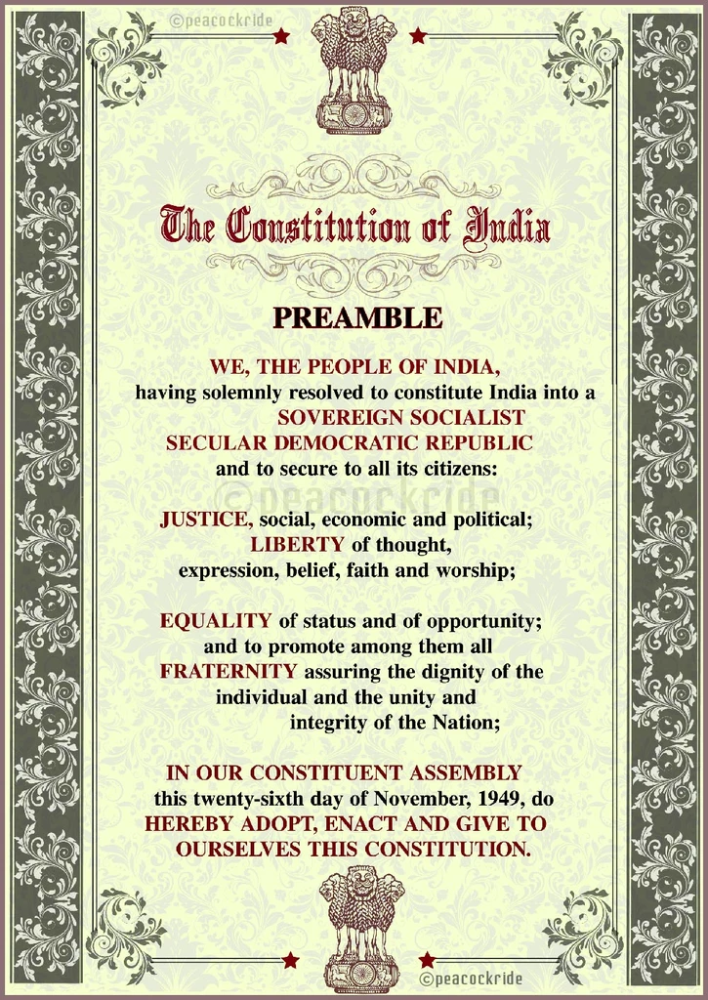 ©peacockride
The Constitution of India
PREAMBLE
WE, THE PEOPLE OF INDIA,
having solemnly resolved to constitute India into a
SOVEREIGN SOCIALIST
SECULAR DEMOCRATIC REPUBLIC
and to secure to all its citizens:
©peacockride
JUSTICE, social, economic and political;
LIBERTY of thought,
expression, belief, faith and worship;
EQUALITY of status and of opportunity;
and to promote among them all
FRATERNITY assuring the dignity of the
individual and the unity and
integrity of the Nation;
IN OUR CONSTITUENT ASSEMBLY
this twenty-sixth day of November, 1949, do
HEREBY ADOPT, ENACT AND GIVE TO
OURSELVES THIS CONSTITUTION.
©peacockride